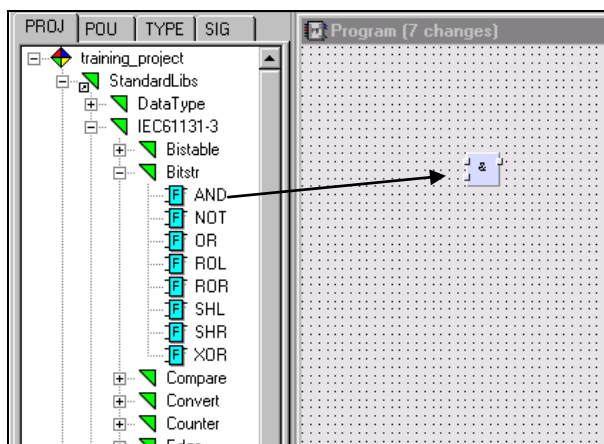 PROJ POU TYPE SIG
training_project
StandardLibs
DataType
IEC61131-3
Bistable
Bitstr
F AND
F NOT
F OR
F ROL
F ROR
F SHL
F SHR
F XOR
Compare
Convert
Counter
Edge
Program (7 changes)
&